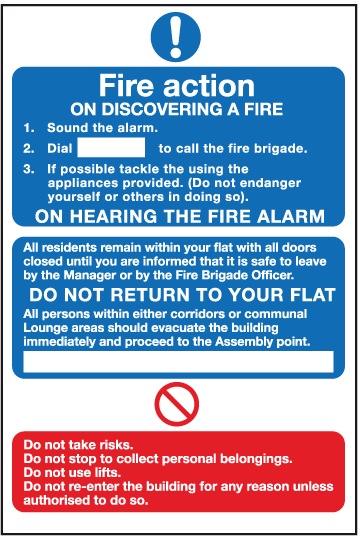 Fire action
ON DISCOVERING A FIRE
1. Sound the alarm.
2. Dial to call the fire brigade.
3. If possible tackle the using the
appliances provided. (Do not endanger
yourself or others in doing so).
ON HEARING THE FIRE ALARM
All residents remain within your flat with all doors
closed until you are informed that it is safe to leave
by the Manager or by the Fire Brigade Officer.
DO NOT RETURN TO YOUR FLAT
All persons within either corridors or communal
Lounge areas should evacuate the building
immediately and proceed to the Assembly point.
Do not take risks.
Do not stop to collect personal belongings.
Do not use lifts.
Do not re-enter the building for any reason unless
authorised to do so.